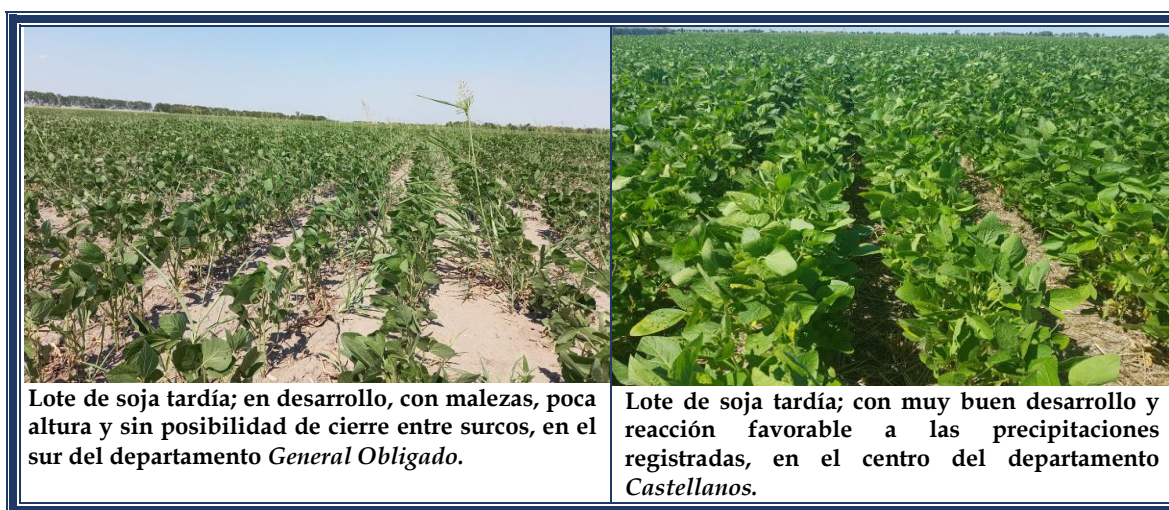 Lote de soja tardía; en desarrollo, con malezas, poca
altura y sin posibilidad de cierre entre surcos, en el
sur del departamento General Obligado.
Lote de soja tardía; con muy buen desarrollo y
reacción favorable a las precipitaciones
registradas, en el centro del departamento
Castellanos.